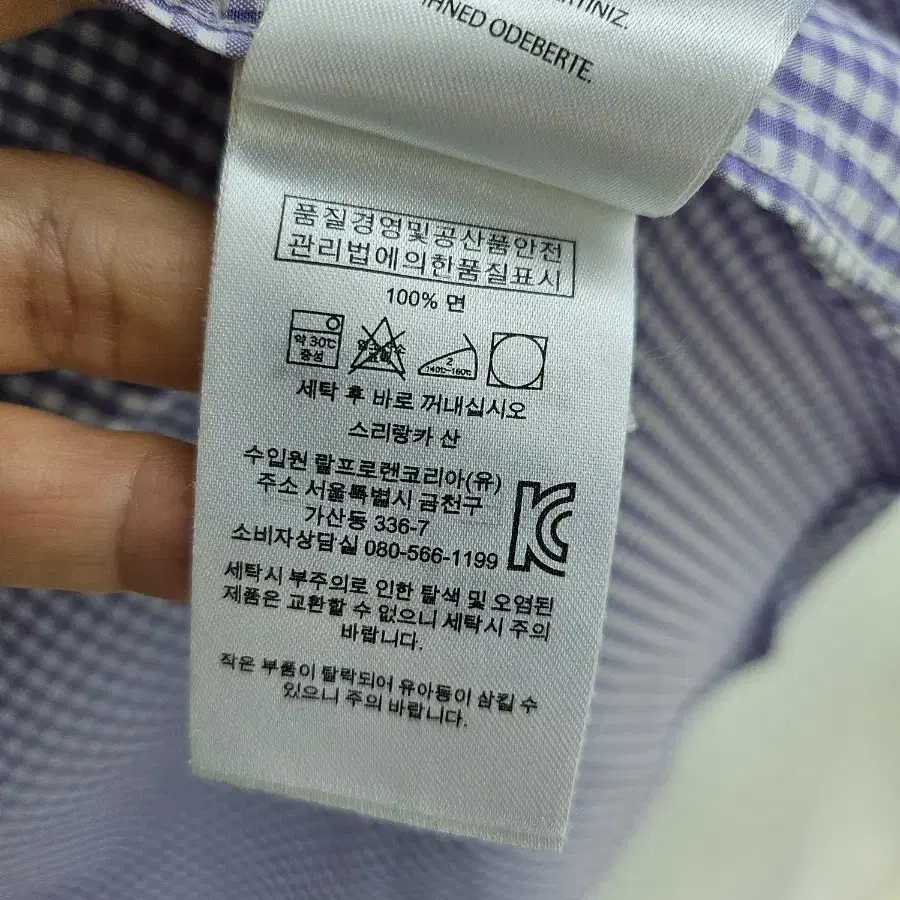 TINIZ.
IHNED ODEBERTE.
품질경영및공산품안전
관리법에의한품질표시
100% 면
약 30℃
중성
2
140℃~160℃
세탁 후 바로 꺼내십시오
스리랑카 산
수입원 랄프로렌코리아(유)
주소 서울특별시 금천구
가산동 336-7
소비자상담실 080-566-1199
KC
세탁시 부주의로 인한 탈색 및 오염된
제품은 교환할 수 없으니 세탁시 주의
바랍니다.
작은 부품이 탈락되어 유아동이 삼킬 수
있으니 주의 바랍니다.